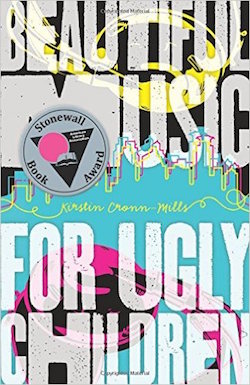 BEAUTIFUL
MUSIC
Stonewall
Book
Award
Kirstin Cronn-Mills
FOR UGLY
CHILDREN